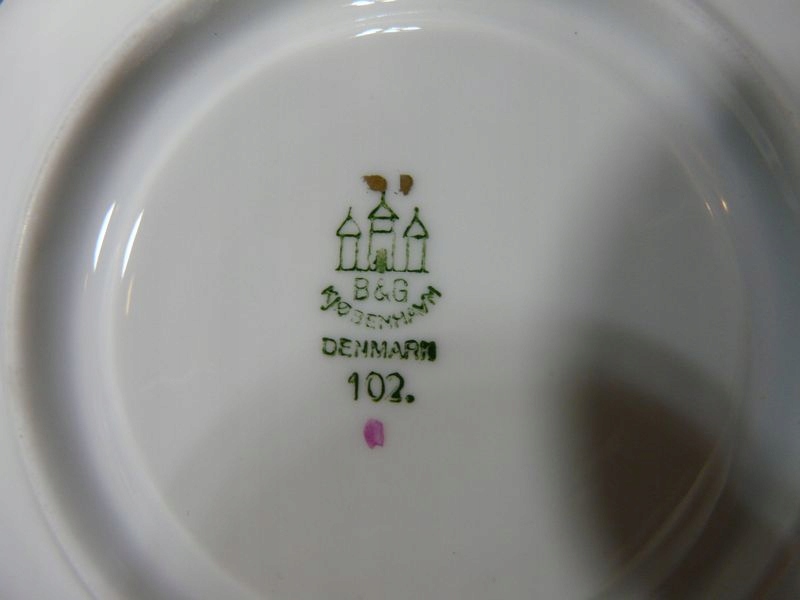 B&G
KJØBENHAVN
DENMARK
102.